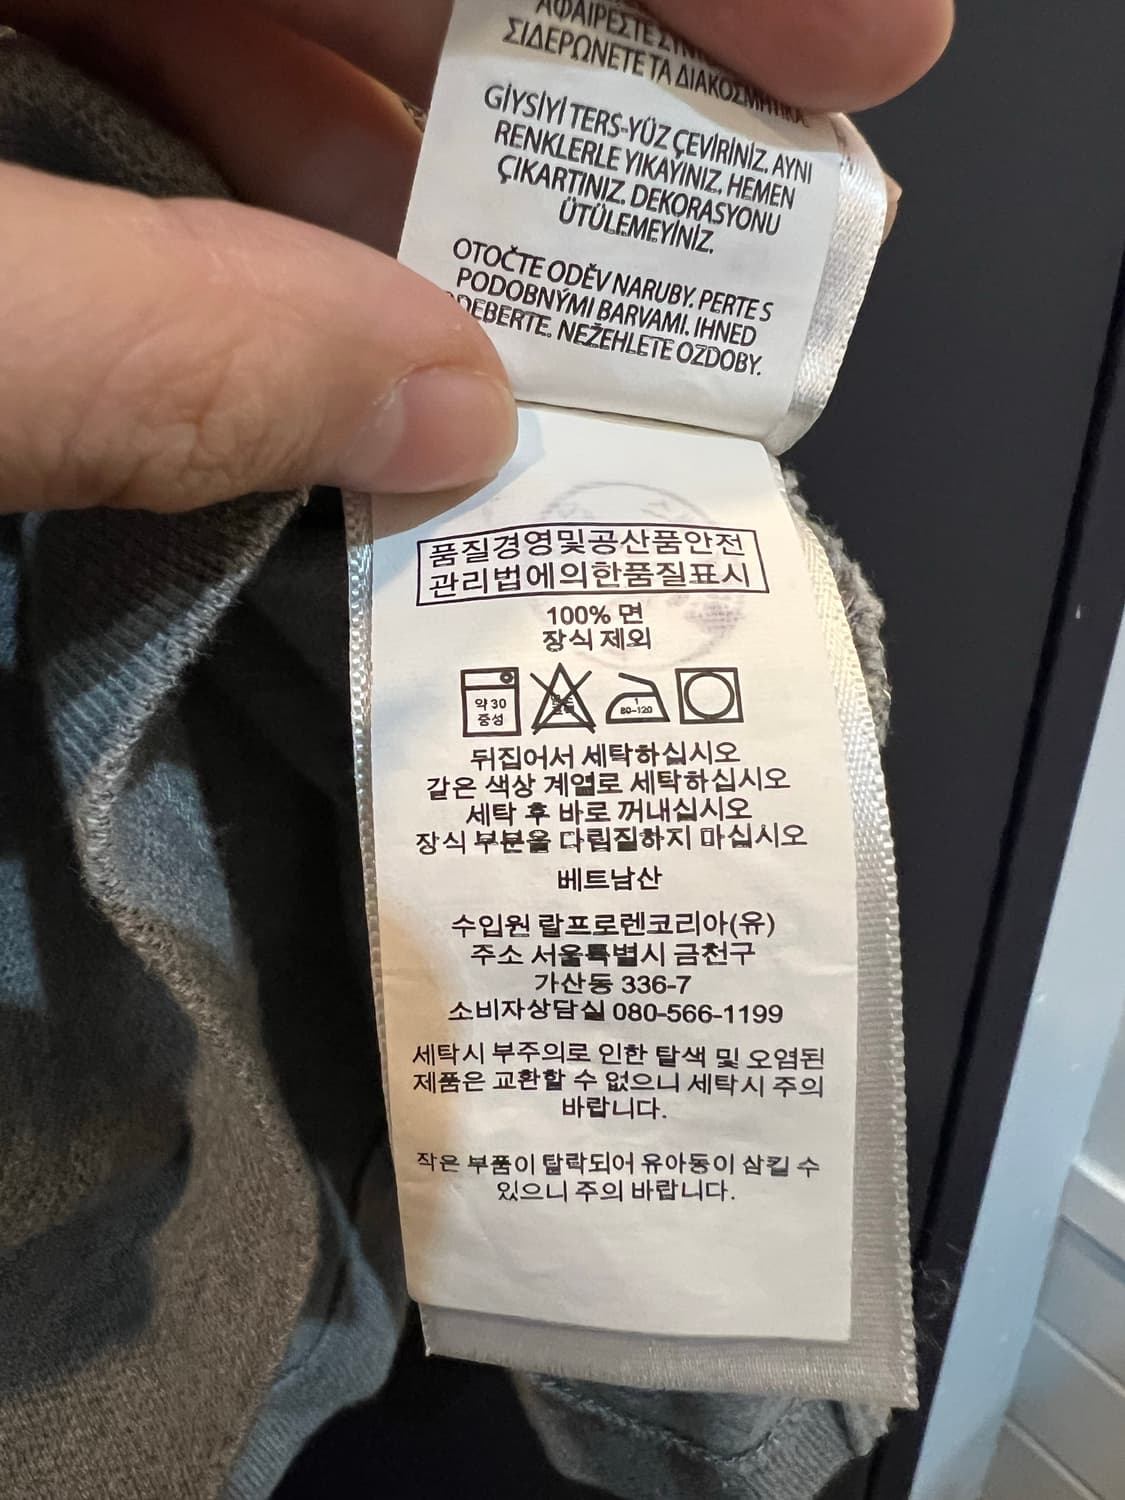 ΑΦΑΙΡΕΣΤΕ
ΣΙΔΕΡΩΝΕΤΕ ΤΑ ΔΙΑΚΟΣΜΗΤΙΚΑ.
GİYSİYİ TERS-YÜZ ÇEVİRİNİZ. AYNI
RENKLERLE YIKAYINIZ. HEMEN
ÇIKARTINIZ. DEKORASYONU
ÜTÜLEMEYİNİZ.
OTOČTE ODĚV NARUBY. PERTE S
PODOBNÝMI BARVAMI. IHNED
ODEBERTE. NEŽEHLETE OZDOBY.
품질경영및공산품안전
관리법에의한품질표시
100% 면
장식 제외
약 30
중성
1
80-120
뒤집어서 세탁하십시오
같은 색상 계열로 세탁하십시오
세탁 후 바로 꺼내십시오
장식 부분을 다림질하지 마십시오
베트남산
수입원 랄프로렌코리아(유)
주소 서울특별시 금천구
가산동 336-7
소비자상담실 080-566-1199
세탁시 부주의로 인한 탈색 및 오염된
제품은 교환할 수 없으니 세탁시 주의
바랍니다.
작은 부품이 탈락되어 유아동이 삼킬 수
있으니 주의 바랍니다.